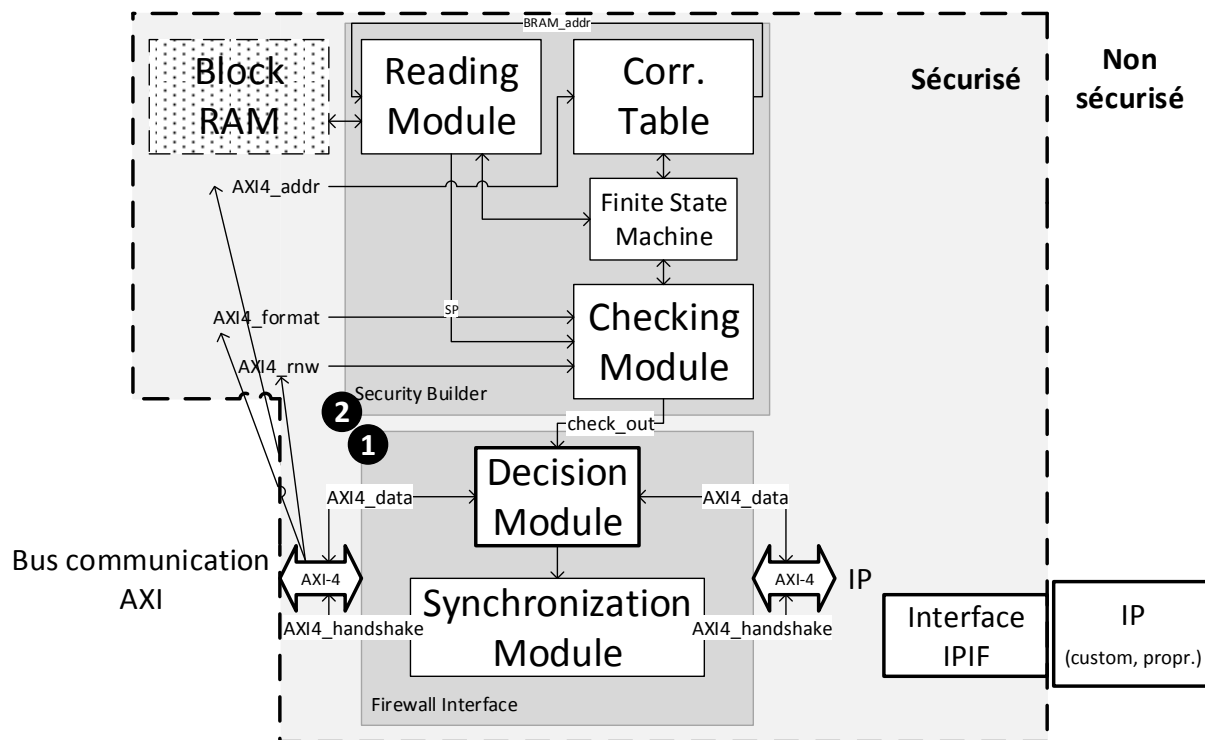 BRAM_addr
Block
RAM
Reading
Module
Corr.
Table
Sécurisé
Non
sécurisé
AXI4_addr
Finite State
Machine
SP
AXI4_format
Checking
Module
AXI4_rnw
Security Builder
2
1
check_out
Decision
Module
AXI4_data
AXI4_data
Bus communication
AXI
AXI-4
AXI-4
IP
Synchronization
Module
AXI4_handshake
AXI4_handshake
Interface
IPIF
IP
(custom, propr.)
Firewall Interface